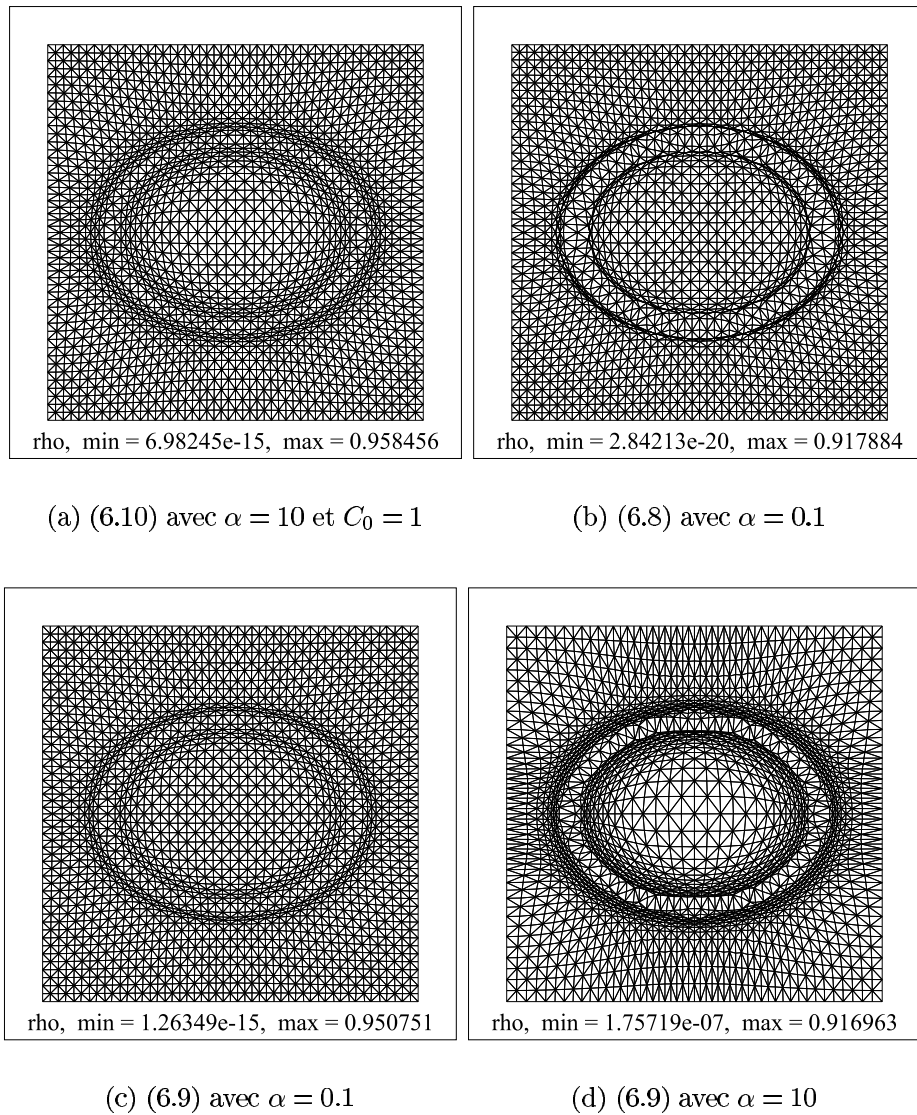 rho, min = 6.98245e-15, max = 0.958456
rho, min = 2.84213e-20, max = 0.917884
(a) (6.10) avec α = 10 et C₀ = 1
(b) (6.8) avec α = 0.1
rho, min = 1.26349e-15, max = 0.950751
rho, min = 1.75719e-07, max = 0.916963
(c) (6.9) avec α = 0.1
(d) (6.9) avec α = 10